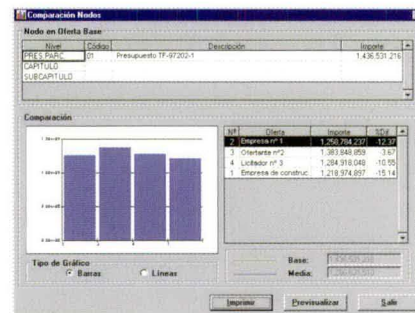 Comparación Nodos
Nodo en Oferta Base
Nivel Código Descripción Importe
PRES.PARC. 01 Presupuesto TF-97202-1 1,436,531,216
CAPITULO
SUBCAPITULO
Comparación
Nº Oferta Importe %Dif
2 Empresa nº 1 1,258,784,237 -12.37
3 Ofertante nº2 1,383,848,859 -3.67
4 Licitador nº 3 1,284,918,048 -10.55
1 Empresa de construc 1,218,974,897 -15.14
Tipo de Gráfico
Barras Líneas
Base:
Media:
Imprimir Previsualizar Salir